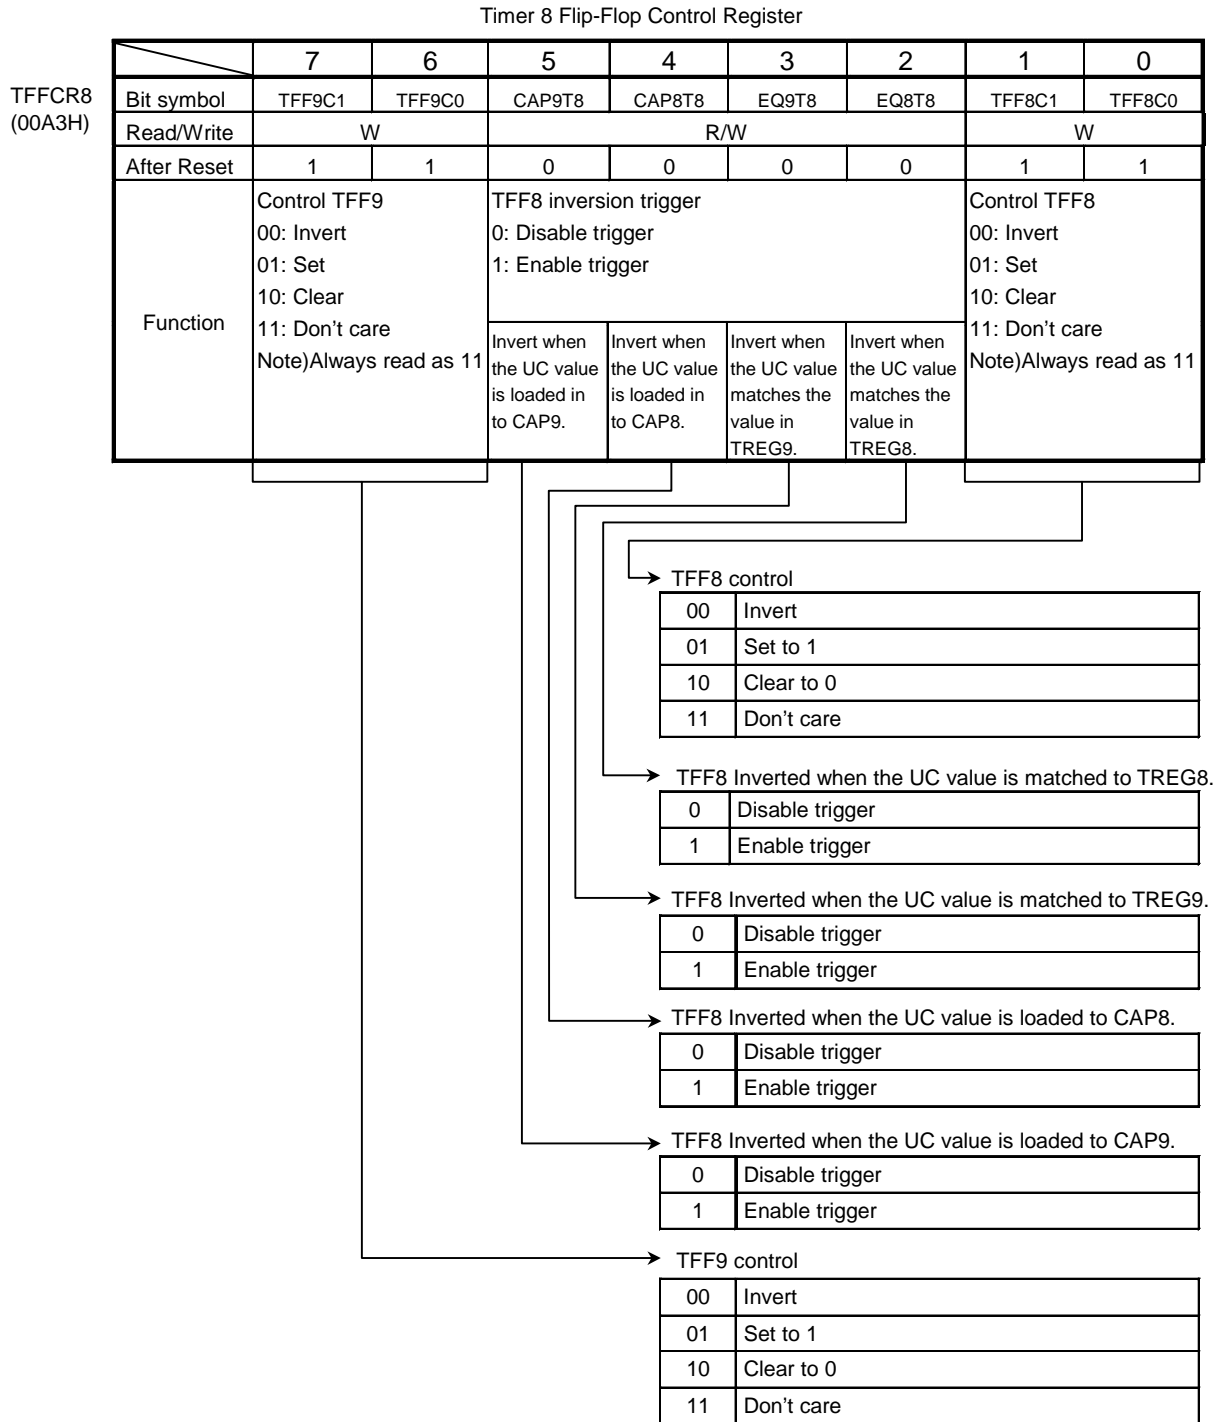 Timer 8 Flip-Flop Control Register
7 6 5 4 3 2 1 0
TFFCR8
(00A3H)
Bit symbol TFF9C1 TFF9C0 CAP9T8 CAP8T8 EQ9T8 EQ8T8 TFF8C1 TFF8C0
Read/Write W R/W W
After Reset 1 1 0 0 0 0 1 1
Function
Control TFF9
00: Invert
01: Set
10: Clear
11: Don't care
Note)Always read as 11
TFF8 inversion trigger
0: Disable trigger
1: Enable trigger
Invert when
the UC value
is loaded in
to CAP9.
Invert when
the UC value
is loaded in
to CAP8.
Invert when
the UC value
matches the
value in
TREG9.
Invert when
the UC value
matches the
value in
TREG8.
Control TFF8
00: Invert
01: Set
10: Clear
11: Don't care
Note)Always read as 11
TFF8 control
00 Invert
01 Set to 1
10 Clear to 0
11 Don't care
TFF8 Inverted when the UC value is matched to TREG8.
0 Disable trigger
1 Enable trigger
TFF8 Inverted when the UC value is matched to TREG9.
0 Disable trigger
1 Enable trigger
TFF8 Inverted when the UC value is loaded to CAP8.
0 Disable trigger
1 Enable trigger
TFF8 Inverted when the UC value is loaded to CAP9.
0 Disable trigger
1 Enable trigger
TFF9 control
00 Invert
01 Set to 1
10 Clear to 0
11 Don't care